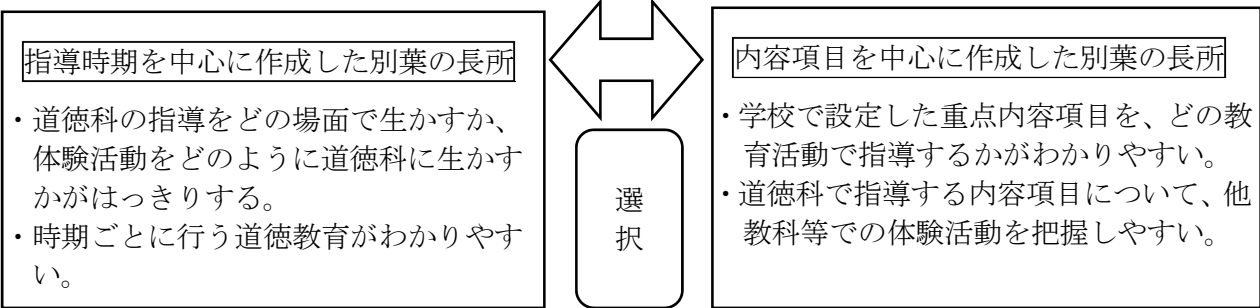 指導時期を中心に作成した別葉の長所
・道徳科の指導をどの場面で生かすか、
体験活動をどのように道徳科に生かす
かがはっきりする。
・時期ごとに行う道徳教育がわかりやす
い。
選
択
内容項目を中心に作成した別葉の長所
・学校で設定した重点内容項目を、どの教
育活動で指導するかがわかりやすい。
・道徳科で指導する内容項目について、他
教科等での体験活動を把握しやすい。